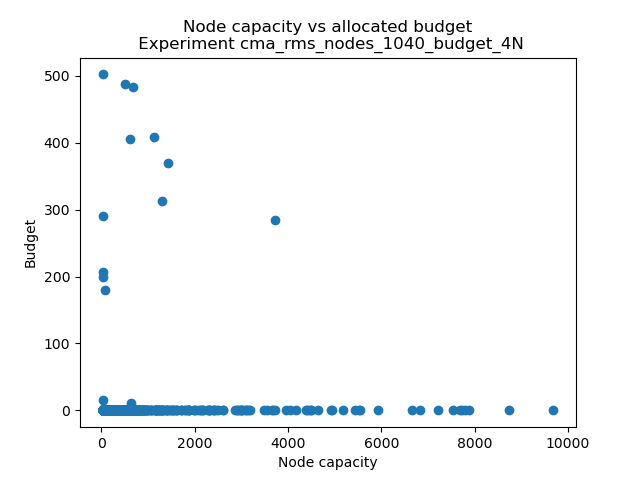 Node capacity vs allocated budget
Experiment cma_rms_nodes_1040_budget_4N
500
400
300
200
100
0
Budget
0 2000 4000 6000 8000 10000
Node capacity